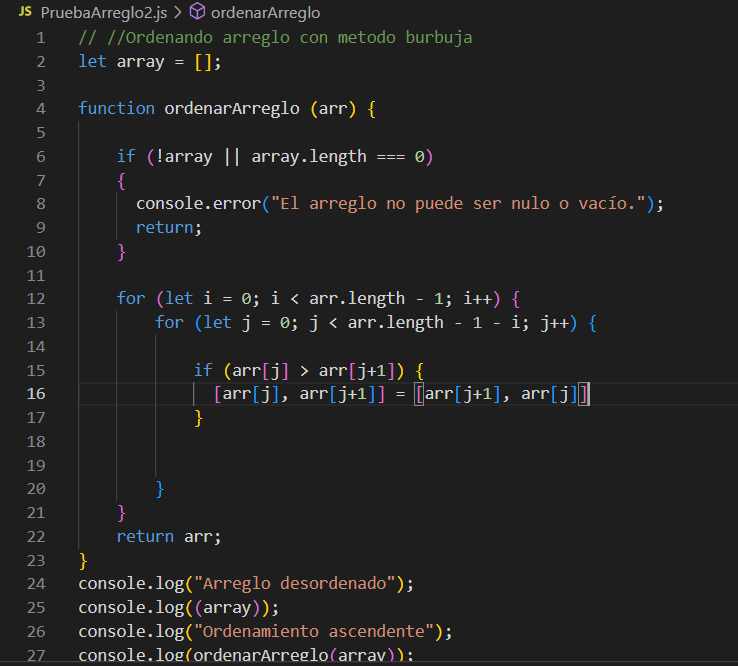 JS PruebaArreglo2.js > ordenarArreglo
1 // //Ordenando arreglo con metodo burbuja
2 let array = [];
3
4 function ordenarArreglo (arr) {
5
6 if (!array || array.length === 0)
7 {
8 console.error("El arreglo no puede ser nulo o vacío.");
9 return;
10 }
11
12 for (let i = 0; i < arr.length - 1; i++) {
13 for (let j = 0; j < arr.length - 1 - i; j++) {
14
15 if (arr[j] > arr[j+1]) {
16 [arr[j], arr[j+1]] = [arr[j+1], arr[j]]
17 }
18
19
20 }
21 }
22 return arr;
23 }
24 console.log("Arreglo desordenado");
25 console.log((array));
26 console.log("Ordenamiento ascendente");
27 console.log(ordenarArreglo(array));